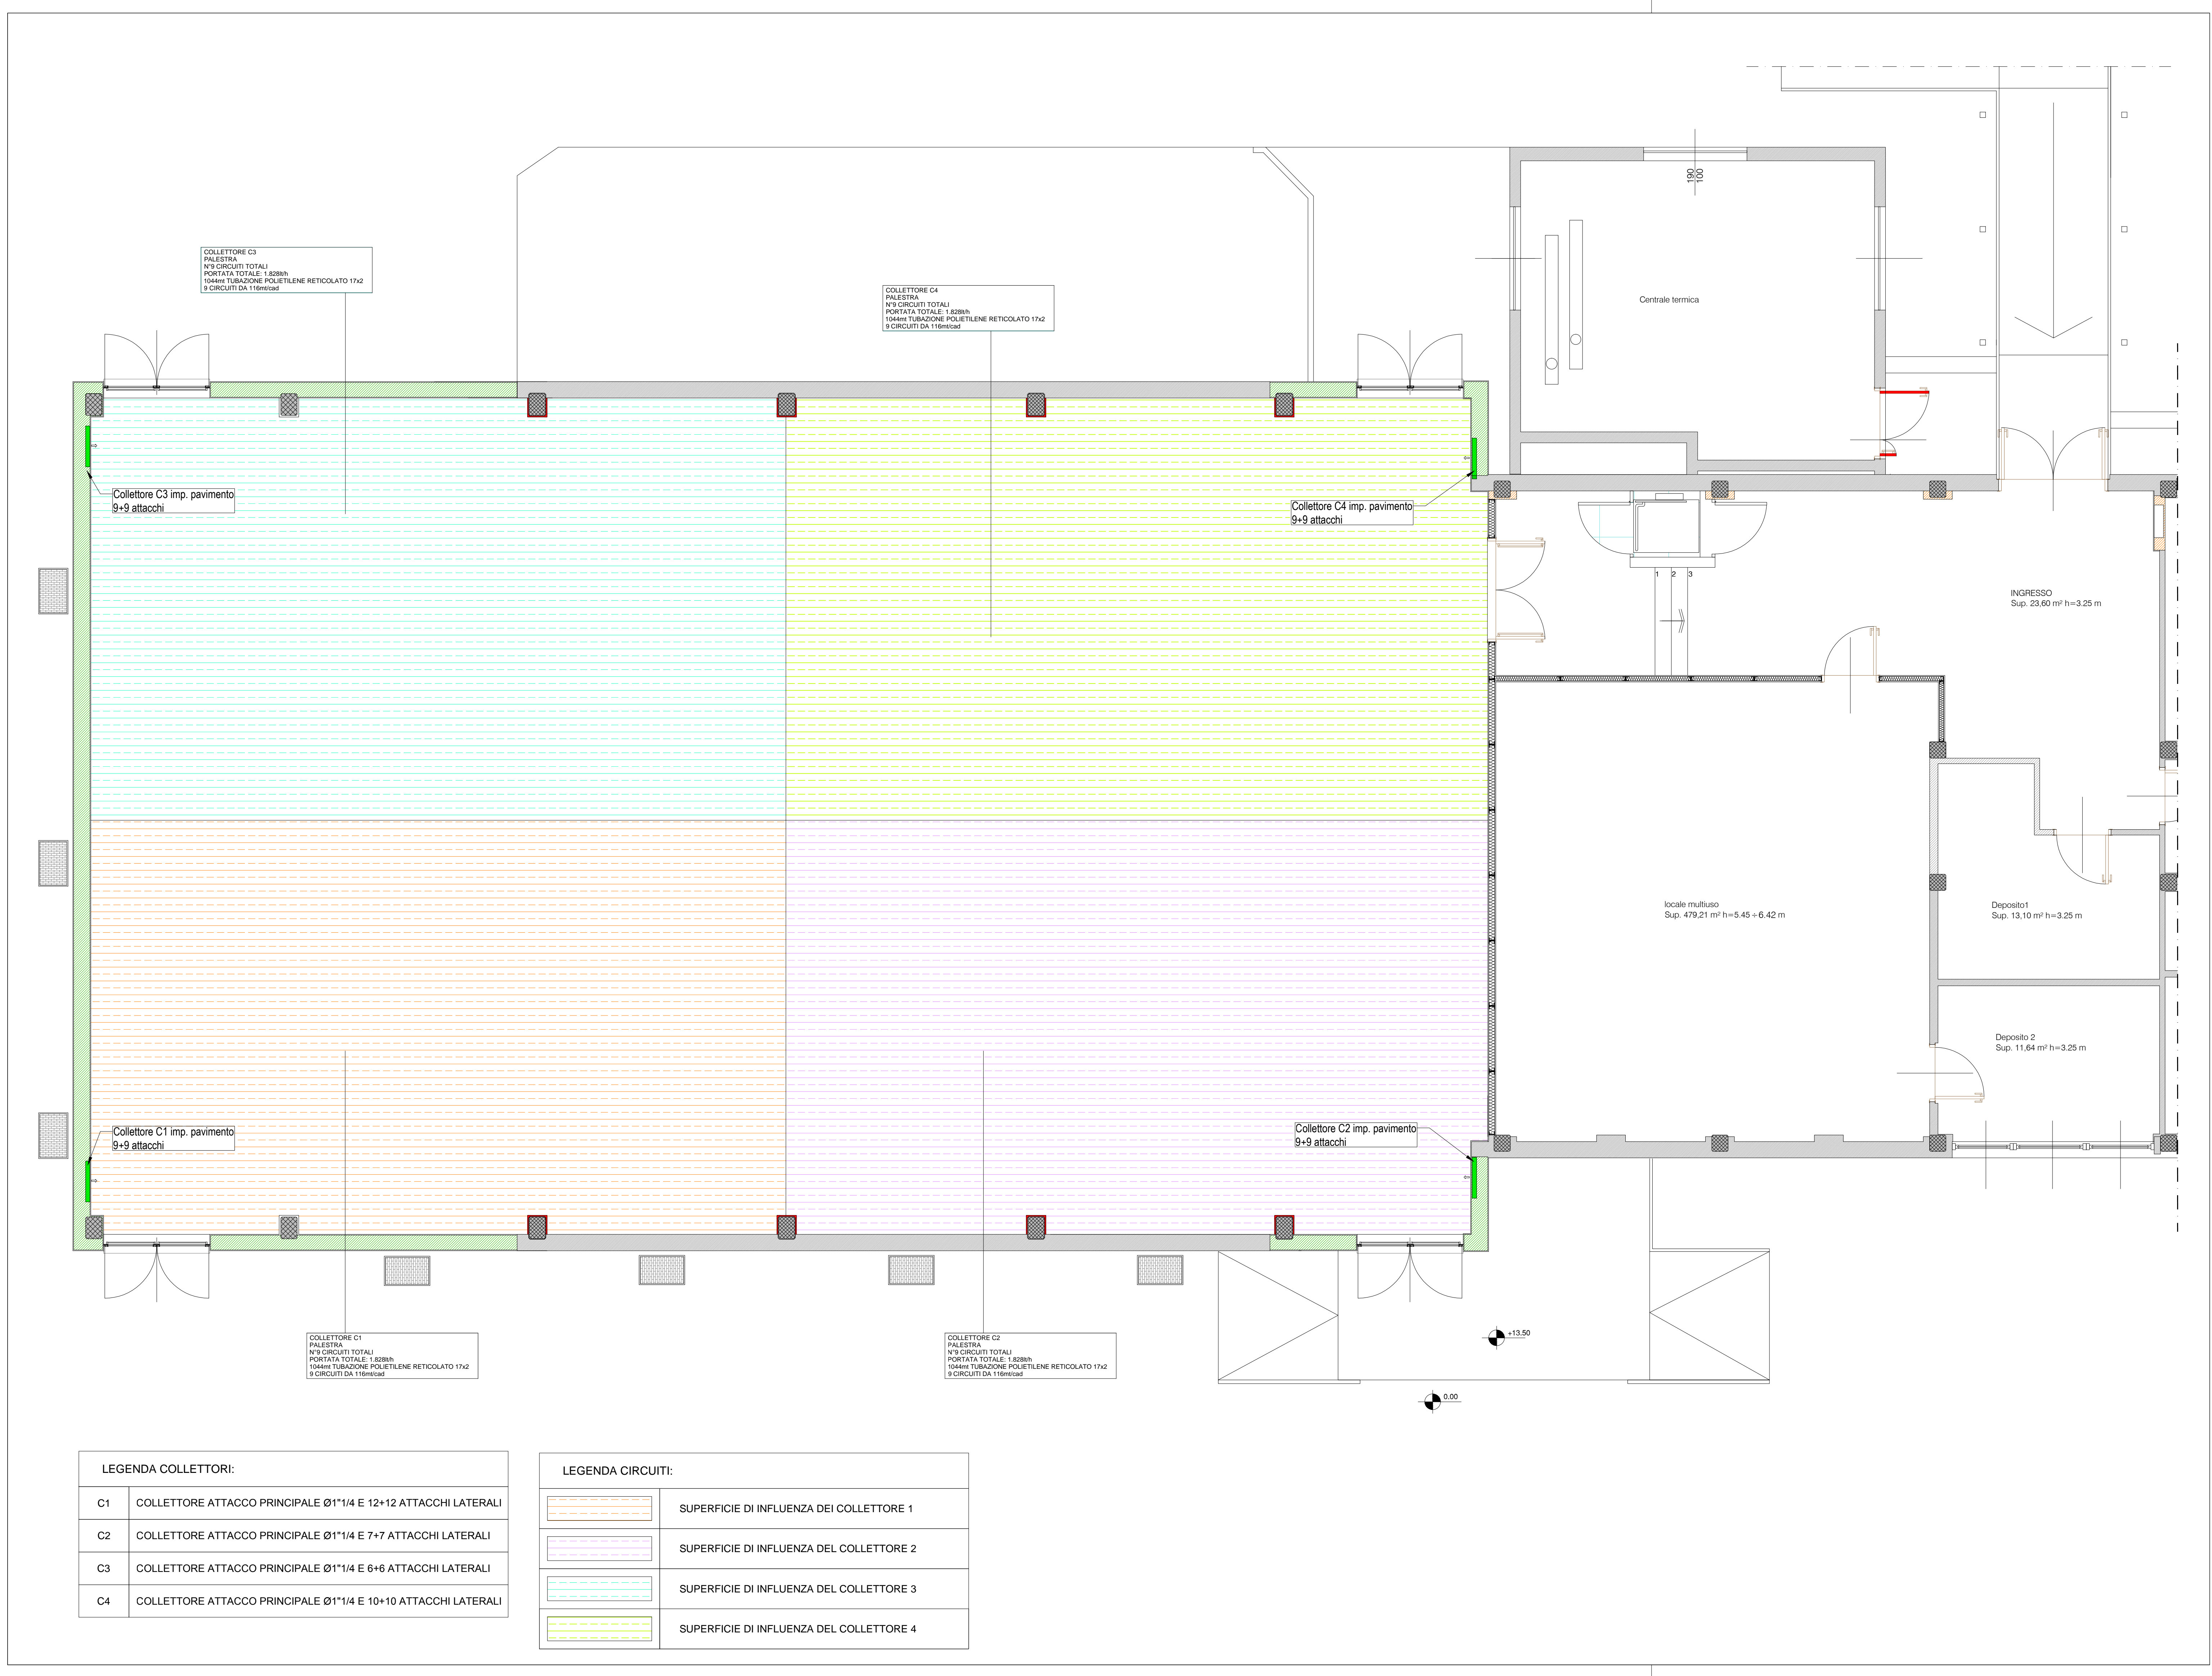 190
100
Centrale termica
COLLETTORE C3
PALESTRA
N°9 CIRCUITI TOTALI
PORTATA TOTALE: 1.828lt/h
1044mt TUBAZIONE POLIETILENE RETICOLATO 17x2
9 CIRCUITI DA 116mt/cad
COLLETTORE C4
PALESTRA
N°9 CIRCUITI TOTALI
PORTATA TOTALE: 1.828lt/h
1044mt TUBAZIONE POLIETILENE RETICOLATO 17x2
9 CIRCUITI DA 116mt/cad
Collettore C3 imp. pavimento
9+9 attacchi
Collettore C4 imp. pavimento
9+9 attacchi
1 2 3
INGRESSO
Sup. 23,60 m² h=3.25 m
locale multiuso
Sup. 479,21 m² h=5.45÷6.42 m
Deposito1
Sup. 13,10 m² h=3.25 m
Deposito 2
Sup. 11,64 m² h=3.25 m
Collettore C1 imp. pavimento
9+9 attacchi
Collettore C2 imp. pavimento
9+9 attacchi
COLLETTORE C1
PALESTRA
N°9 CIRCUITI TOTALI
PORTATA TOTALE: 1.828lt/h
1044mt TUBAZIONE POLIETILENE RETICOLATO 17x2
9 CIRCUITI DA 116mt/cad
COLLETTORE C2
PALESTRA
N°9 CIRCUITI TOTALI
PORTATA TOTALE: 1.828lt/h
1044mt TUBAZIONE POLIETILENE RETICOLATO 17x2
9 CIRCUITI DA 116mt/cad
+13.50
0.00
LEGENDA COLLETTORI:
C1 COLLETTORE ATTACCO PRINCIPALE Ø1"1/4 E 12+12 ATTACCHI LATERALI
C2 COLLETTORE ATTACCO PRINCIPALE Ø1"1/4 E 7+7 ATTACCHI LATERALI
C3 COLLETTORE ATTACCO PRINCIPALE Ø1"1/4 E 6+6 ATTACCHI LATERALI
C4 COLLETTORE ATTACCO PRINCIPALE Ø1"1/4 E 10+10 ATTACCHI LATERALI
LEGENDA CIRCUITI:
SUPERFICIE DI INFLUENZA DEI COLLETTORE 1
SUPERFICIE DI INFLUENZA DEL COLLETTORE 2
SUPERFICIE DI INFLUENZA DEL COLLETTORE 3
SUPERFICIE DI INFLUENZA DEL COLLETTORE 4